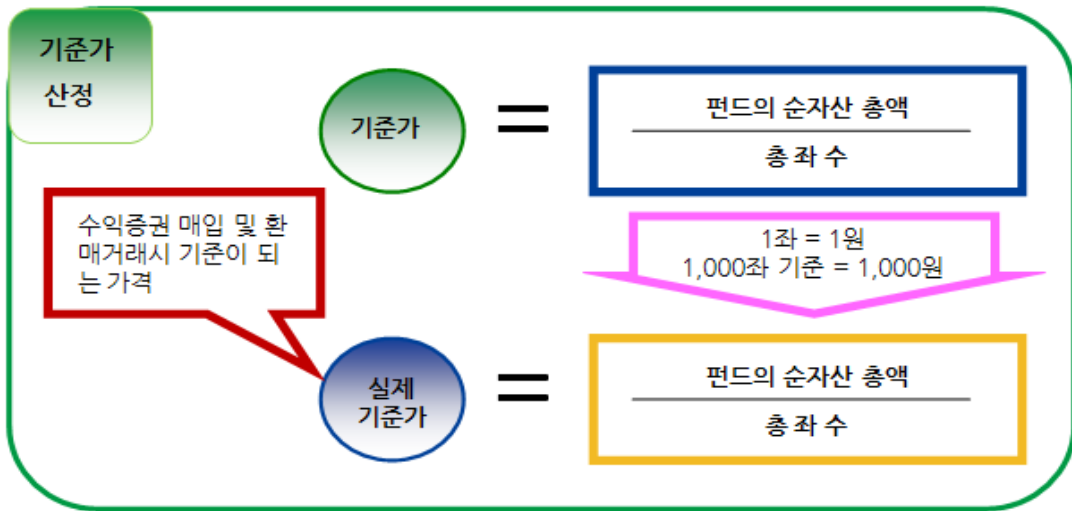 기준가
산정
기준가
=
펀드의 순자산 총액
총 좌 수
수익증권 매입 및 환
매거래시 기준이 되
는 가격
1좌 = 1원
1,000좌 기준 = 1,000원
실제
기준가
=
펀드의 순자산 총액
총 좌 수